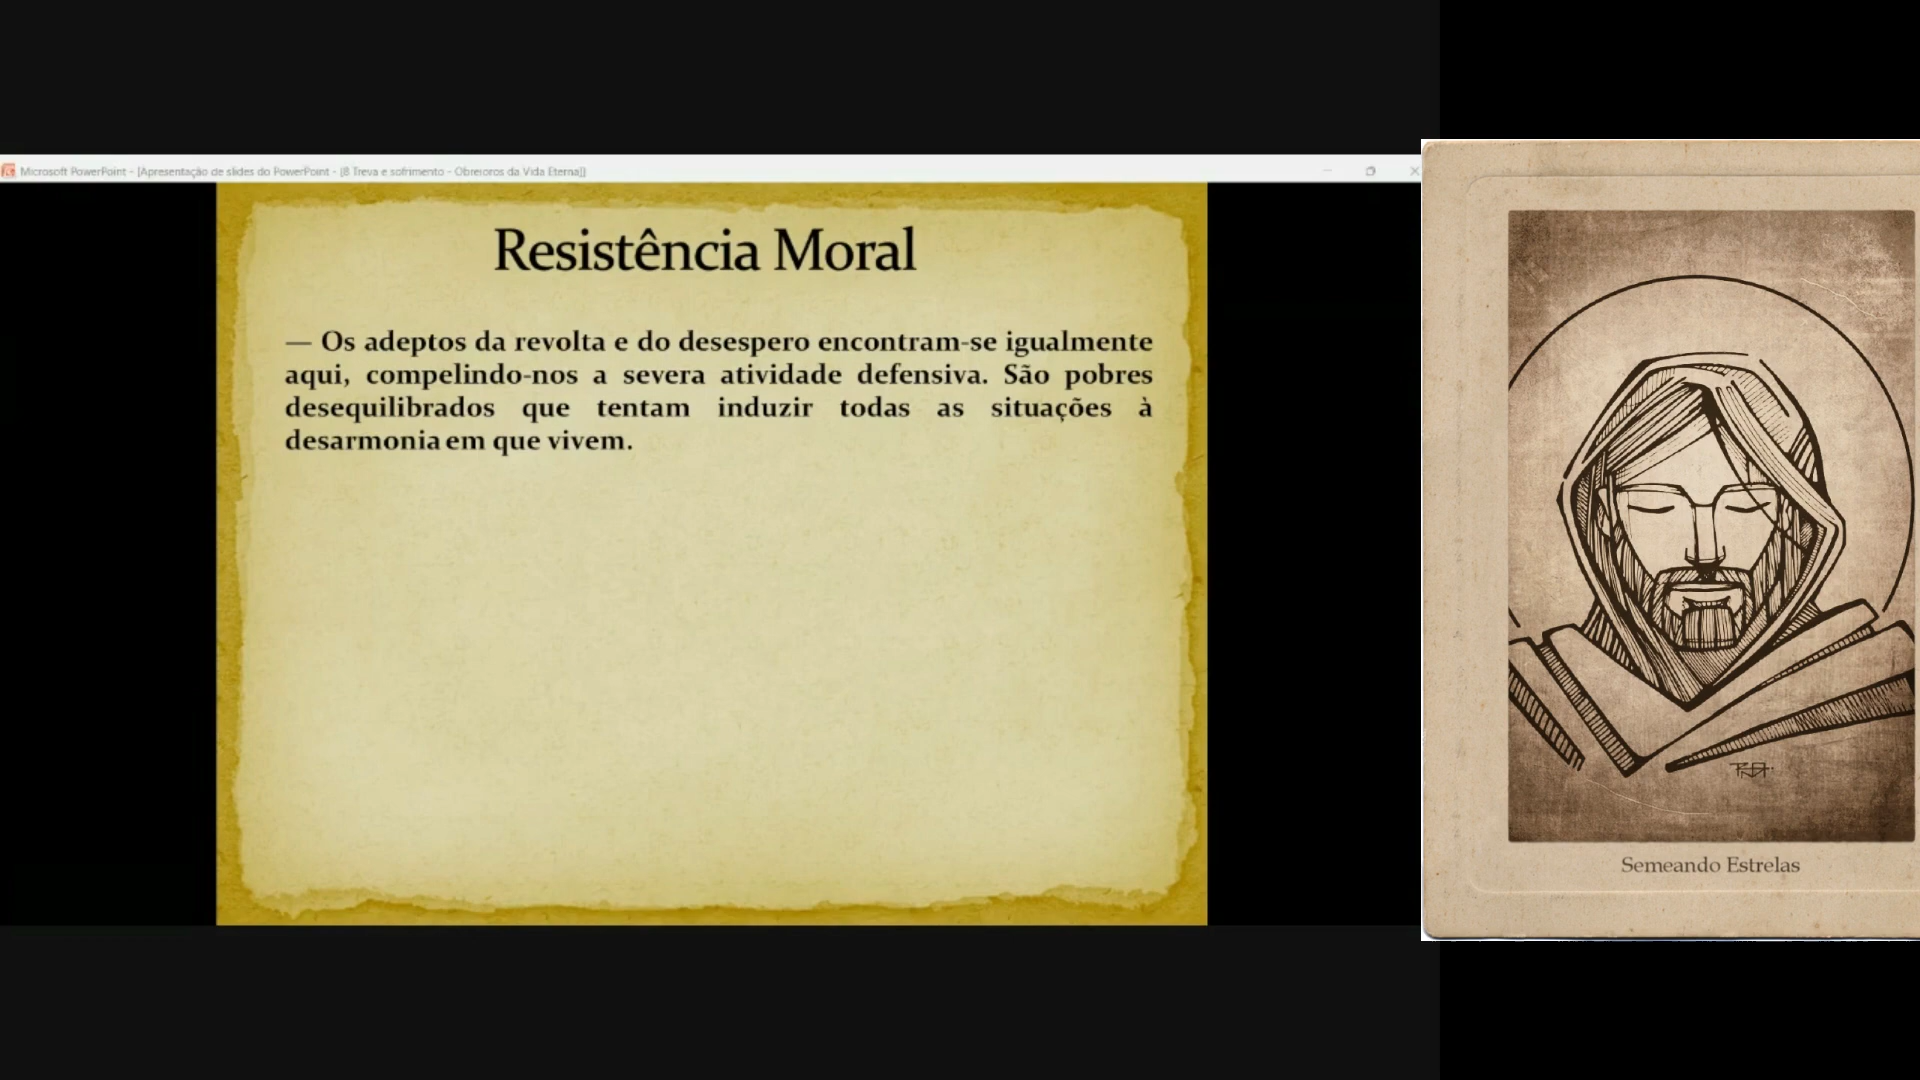 Microsoft PowerPoint - [Apresentação de slides do PowerPoint - [8 Treva e sofrimento - Obreioros da Vida Eterna]]
Resistência Moral
— Os adeptos da revolta e do desespero encontram-se igualmente
aqui, compelindo-nos a severa atividade defensiva. São pobres
desequilibrados que tentam induzir todas as situações à
desarmonia em que vivem.
Semeando Estrelas